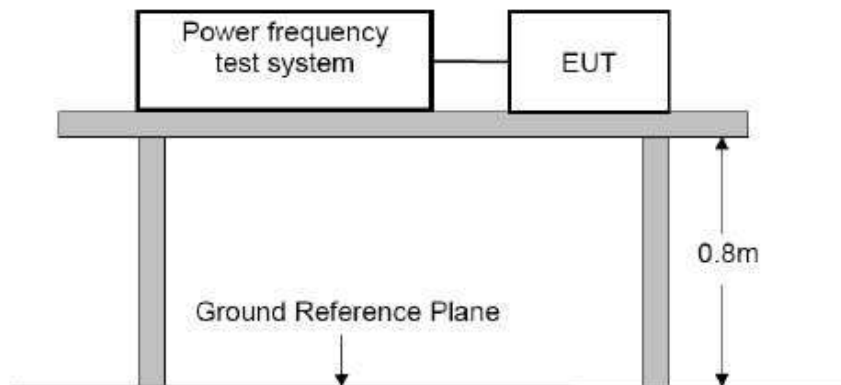 Power frequency
test system
EUT
0.8m
Ground Reference Plane